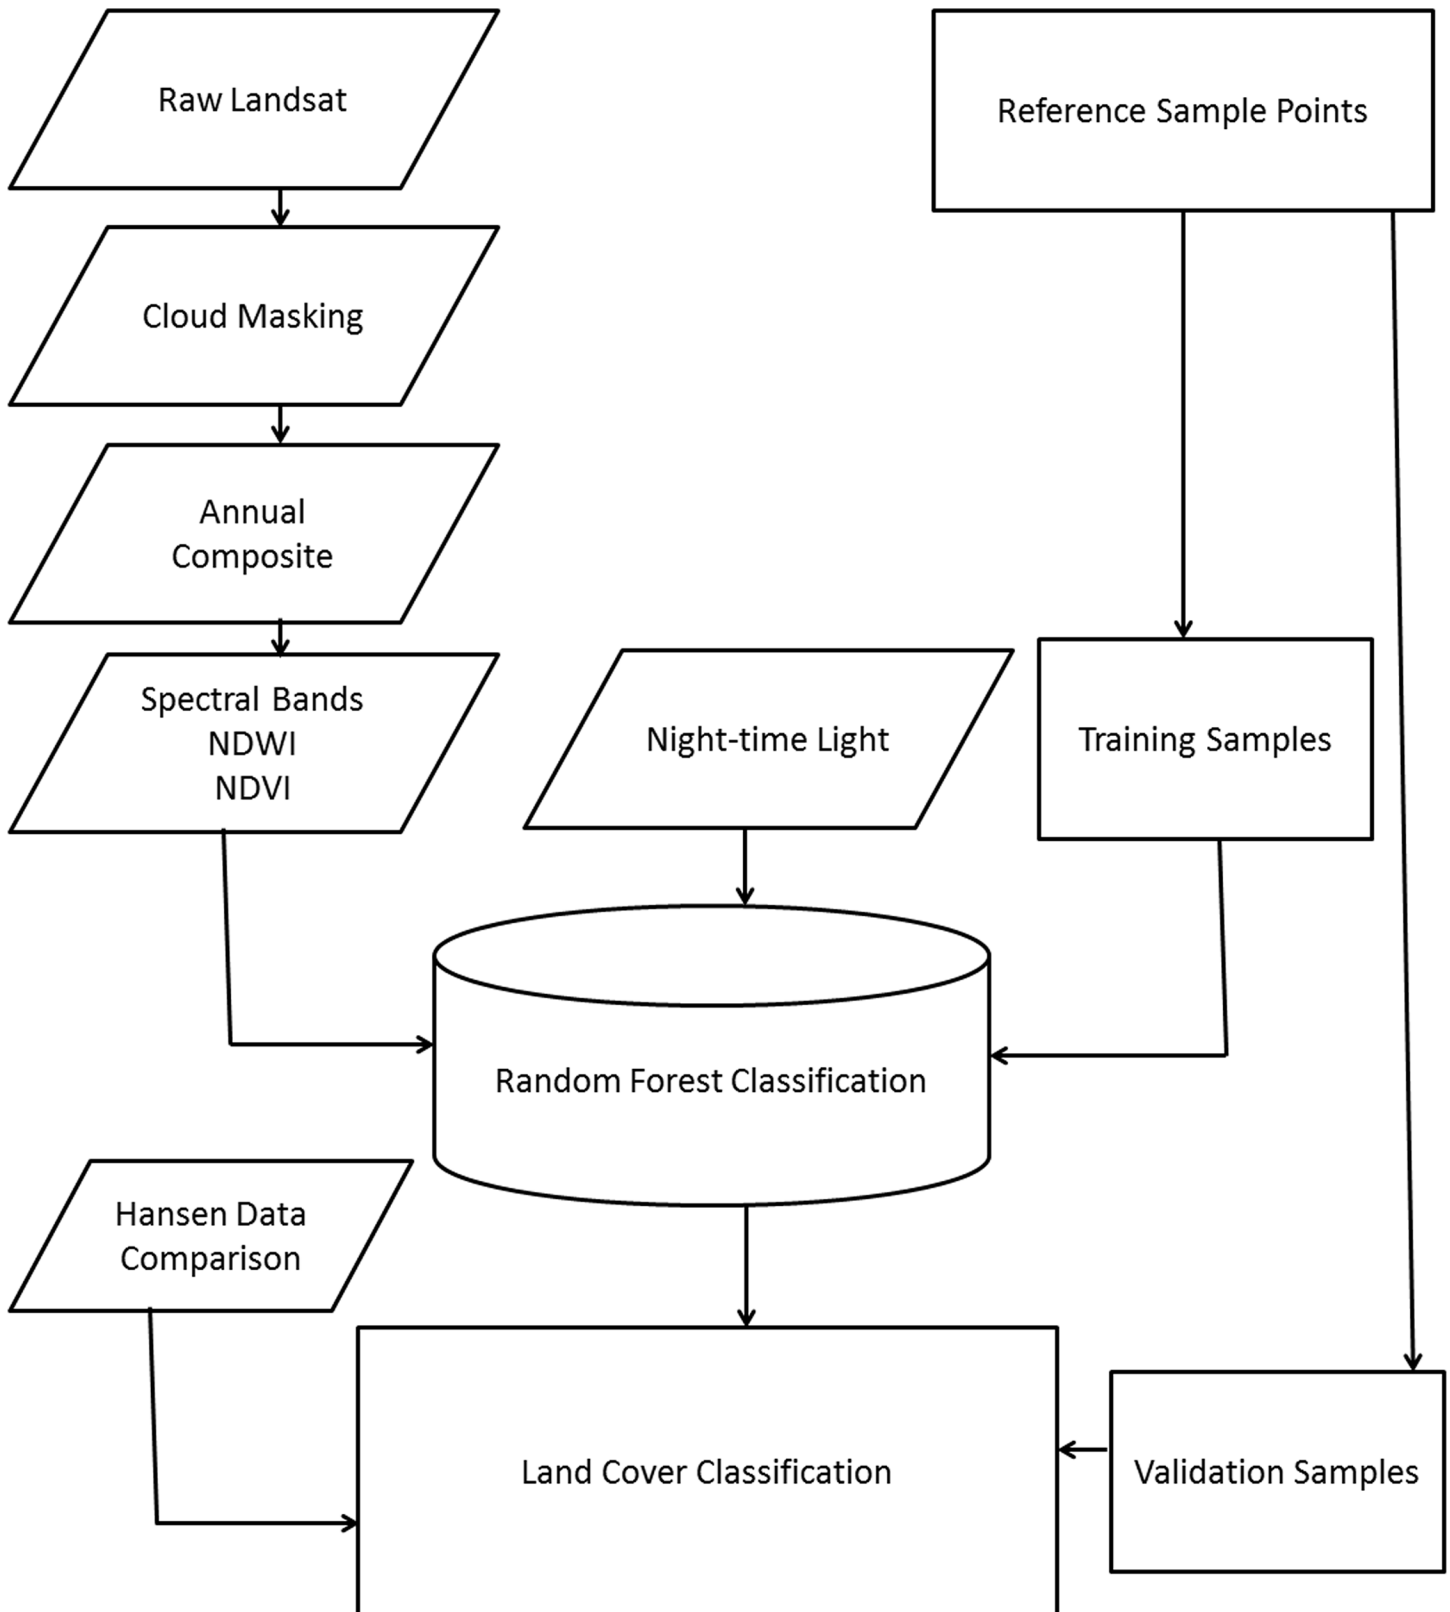 Raw Landsat
Reference Sample Points
Cloud Masking
Annual
Composite
Spectral Bands
NDWI
NDVI
Night-time Light
Training Samples
Random Forest Classification
Hansen Data
Comparison
Land Cover Classification
Validation Samples